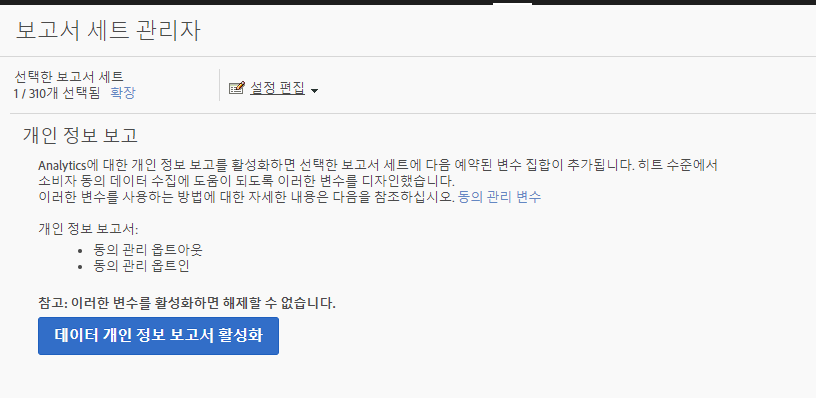 보고서 세트 관리자
선택한 보고서 세트
1 / 310개 선택됨 확장
설정 편집
개인 정보 보고
Analytics에 대한 개인 정보 보고를 활성화하면 선택한 보고서 세트에 다음 예약된 변수 집합이 추가됩니다. 히트 수준에서
소비자 동의 데이터 수집에 도움이 되도록 이러한 변수를 디자인했습니다.
이러한 변수를 사용하는 방법에 대한 자세한 내용은 다음을 참조하십시오. 동의 관리 변수
개인 정보 보고서:
동의 관리 옵트아웃
동의 관리 옵트인
참고: 이러한 변수를 활성화하면 해제할 수 없습니다.
데이터 개인 정보 보고서 활성화